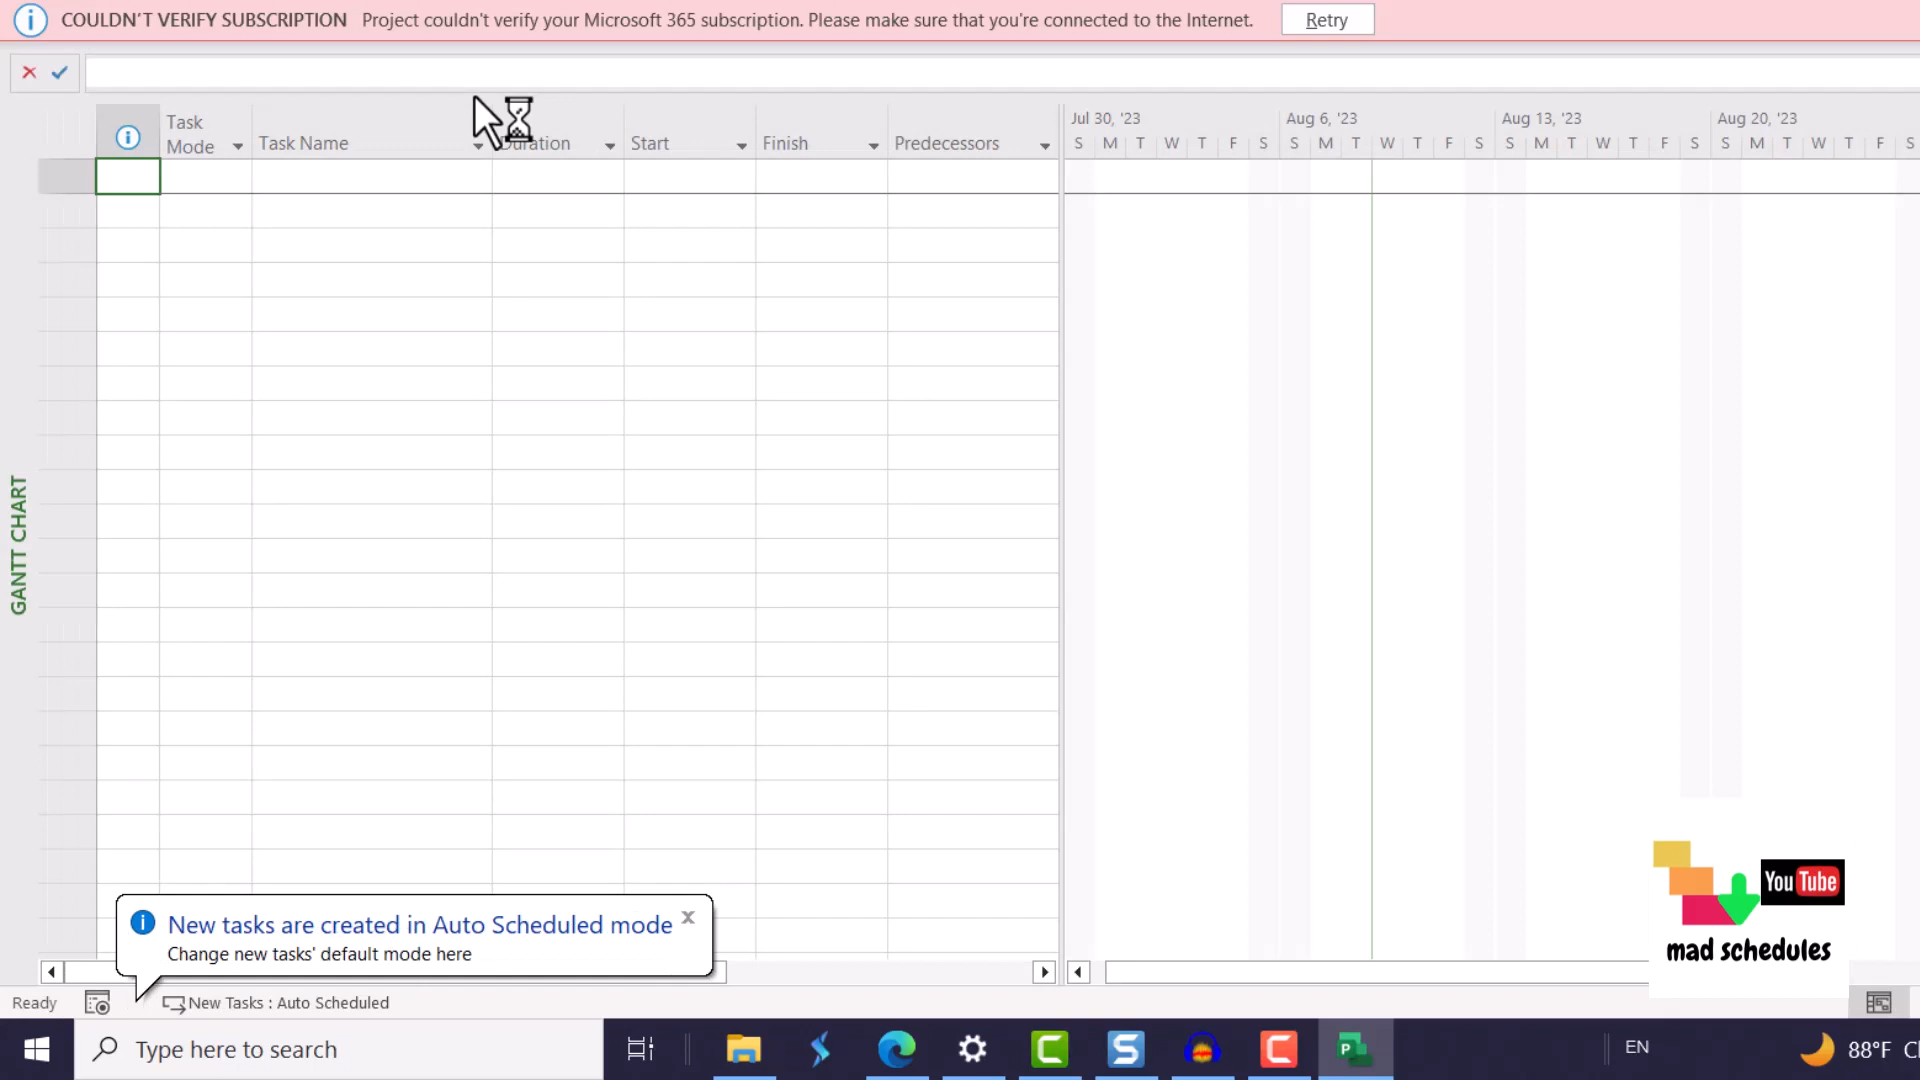 COULDN'T VERIFY SUBSCRIPTION Project couldn't verify your Microsoft 365 subscription. Please make sure that you're connected to the Internet. Retry
Task Mode
Task Name
Duration
Start
Finish
Predecessors
Jul 30, '23
Aug 6, '23
Aug 13, '23
Aug 20, '23
S M T W T F S S M T W T F S S M T W T F S S M T W T F S
GANTT CHART
New tasks are created in Auto Scheduled mode x
Change new tasks' default mode here
You Tube
mad schedules
Ready
New Tasks : Auto Scheduled
Type here to search
S
C
C
P
EN
88°F